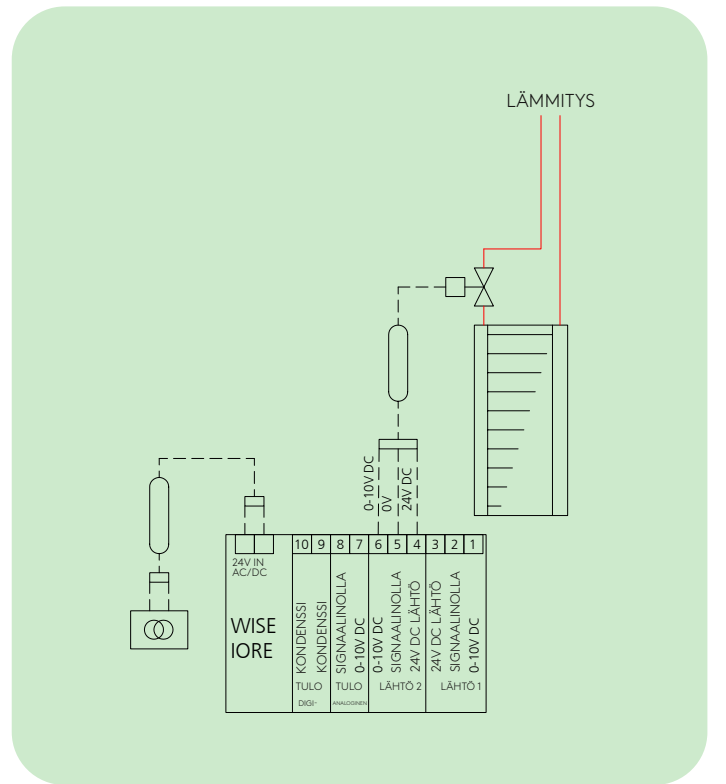 LÄMMITYS
0-10V DC
0V
24V DC
24V IN
AC/DC
10 9 8 7 6 5 4 3 2 1
WISE
IORE
KONDENSSI
KONDENSSI
SIGNAALINOLLA
0-10V DC
0-10V DC
SIGNAALINOLLA
24V DC LÄHTÖ
24V DC LÄHTÖ
SIGNAALINOLLA
0-10V DC
TULO TULO LÄHTÖ 2 LÄHTÖ 1
DIGI- ANALOGINEN